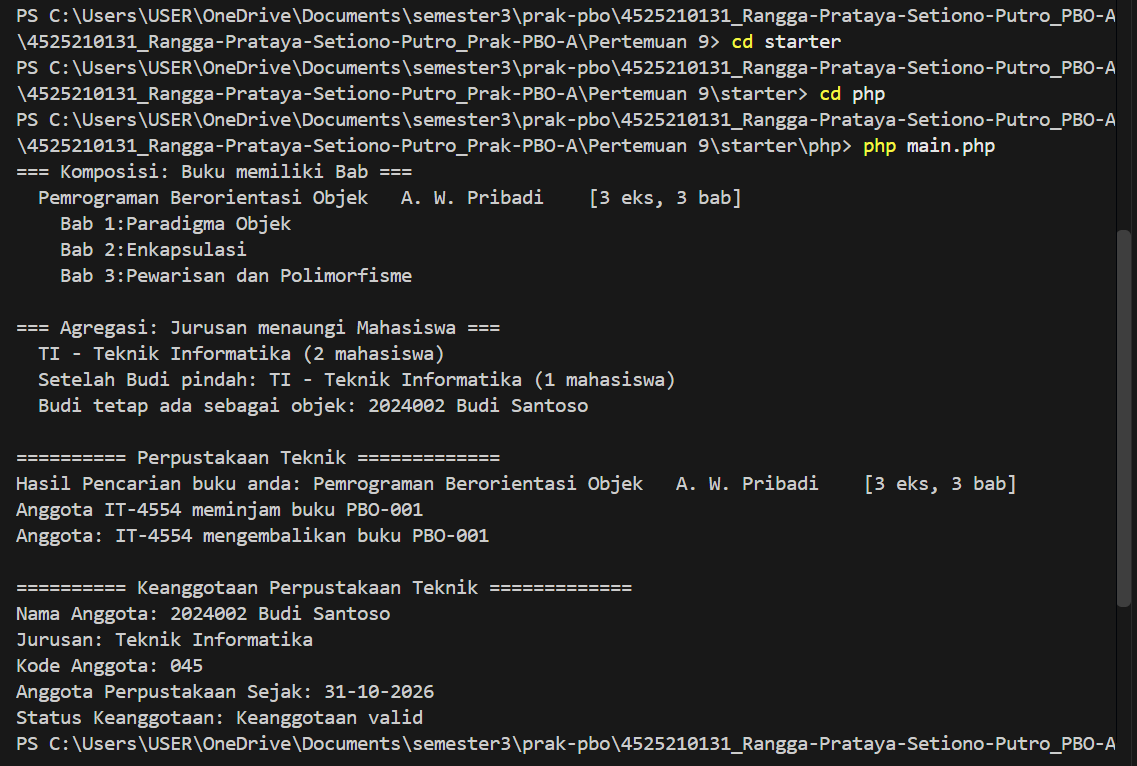 PS C:\Users\USER\OneDrive\Documents\semester3\prak-pbo\4525210131_Rangga-Prataya-Setiono-Putro_PBO-A
\4525210131_Rangga-Prataya-Setiono-Putro_Prak-PBO-A\Pertemuan 9> cd starter
PS C:\Users\USER\OneDrive\Documents\semester3\prak-pbo\4525210131_Rangga-Prataya-Setiono-Putro_PBO-A
\4525210131_Rangga-Prataya-Setiono-Putro_Prak-PBO-A\Pertemuan 9\starter> cd php
PS C:\Users\USER\OneDrive\Documents\semester3\prak-pbo\4525210131_Rangga-Prataya-Setiono-Putro_PBO-A
\4525210131_Rangga-Prataya-Setiono-Putro_Prak-PBO-A\Pertemuan 9\starter\php> php main.php
=== Komposisi: Buku memiliki Bab ===
  Pemrograman Berorientasi Objek   A. W. Pribadi    [3 eks, 3 bab]
    Bab 1:Paradigma Objek
    Bab 2:Enkapsulasi
    Bab 3:Pewarisan dan Polimorfisme

=== Agregasi: Jurusan menaungi Mahasiswa ===
  TI - Teknik Informatika (2 mahasiswa)
  Setelah Budi pindah: TI - Teknik Informatika (1 mahasiswa)
  Budi tetap ada sebagai objek: 2024002 Budi Santoso

========== Perpustakaan Teknik =============
Hasil Pencarian buku anda: Pemrograman Berorientasi Objek   A. W. Pribadi    [3 eks, 3 bab]
Anggota IT-4554 meminjam buku PBO-001
Anggota: IT-4554 mengembalikan buku PBO-001

========== Keanggotaan Perpustakaan Teknik =============
Nama Anggota: 2024002 Budi Santoso
Jurusan: Teknik Informatika
Kode Anggota: 045
Anggota Perpustakaan Sejak: 31-10-2026
Status Keanggotaan: Keanggotaan valid
PS C:\Users\USER\OneDrive\Documents\semester3\prak-pbo\4525210131_Rangga-Prataya-Setiono-Putro_PBO-A